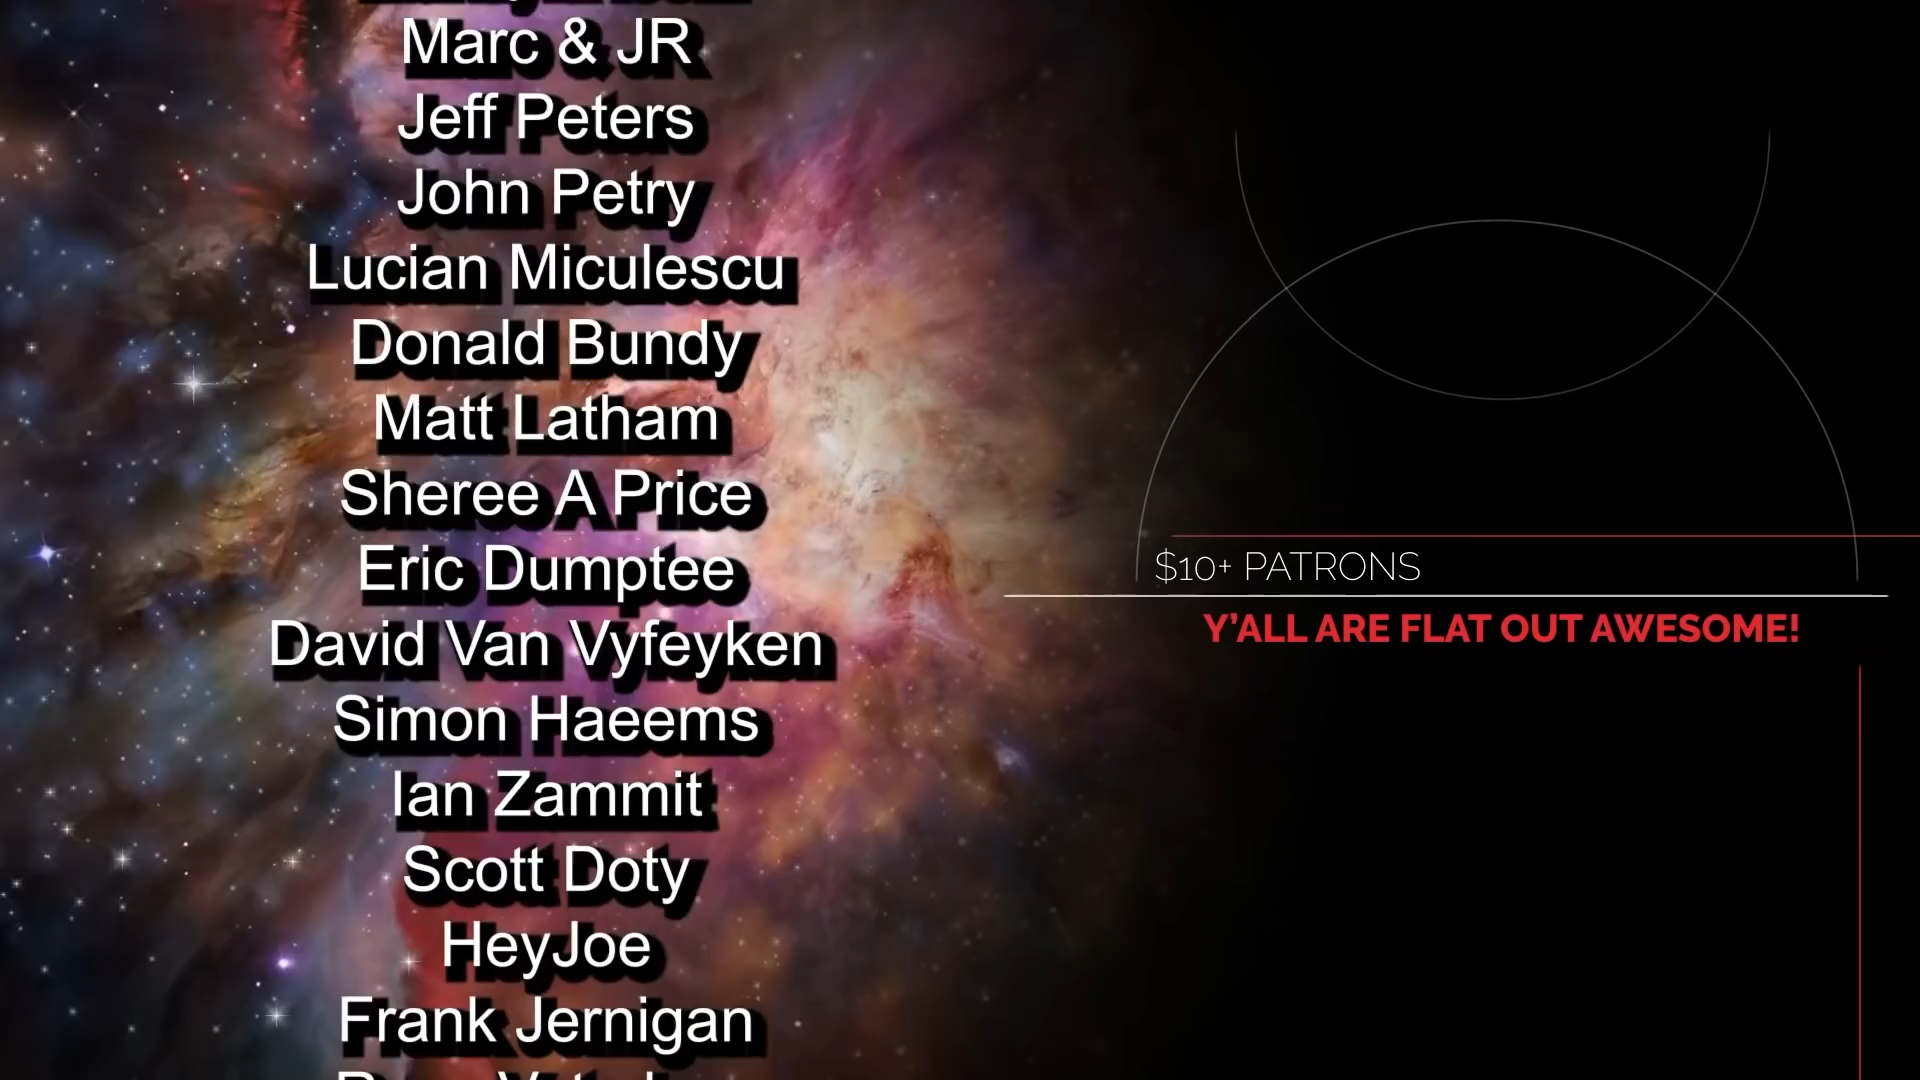 Marc & JR
Jeff Peters
John Petry
Lucian Miculescu
Donald Bundy
Matt Latham
Sheree A Price
Eric Dumptee
David Van Vyfeyken
Simon Haeems
Ian Zammit
Scott Doty
HeyJoe
Frank Jernigan
$10+ PATRONS
Y'ALL ARE FLAT OUT AWESOME!